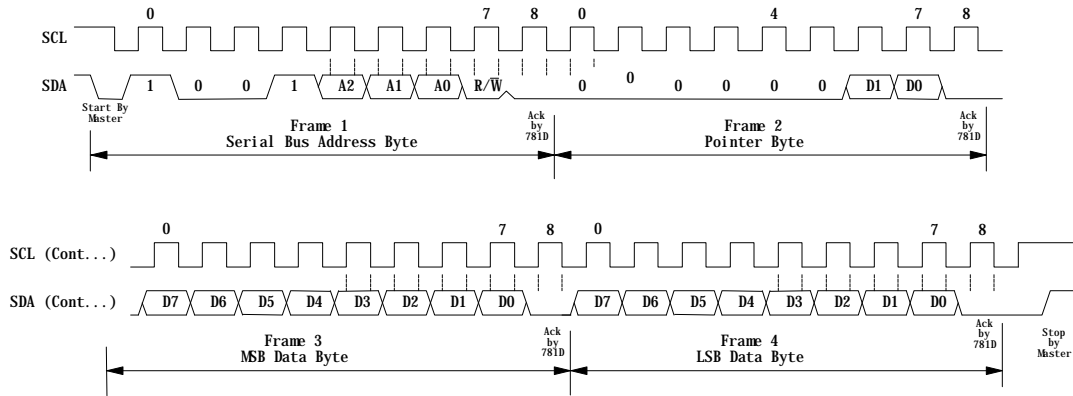 0 7 8 0 4 7 8
SCL
SDA 1 0 0 1 A2 A1 A0 R/W̅ 0 0 0 0 0 0 D1 D0
Start By
Master
Ack
by
781D
Ack
by
781D
Frame 1
Serial Bus Address Byte
Frame 2
Pointer Byte
0 7 8 0 7 8
SCL (Cont...)
SDA (Cont...) D7 D6 D5 D4 D3 D2 D1 D0 D7 D6 D5 D4 D3 D2 D1 D0
Ack
by
781D
Ack
by
781D
Stop
by
Master
Frame 3
MSB Data Byte
Frame 4
LSB Data Byte